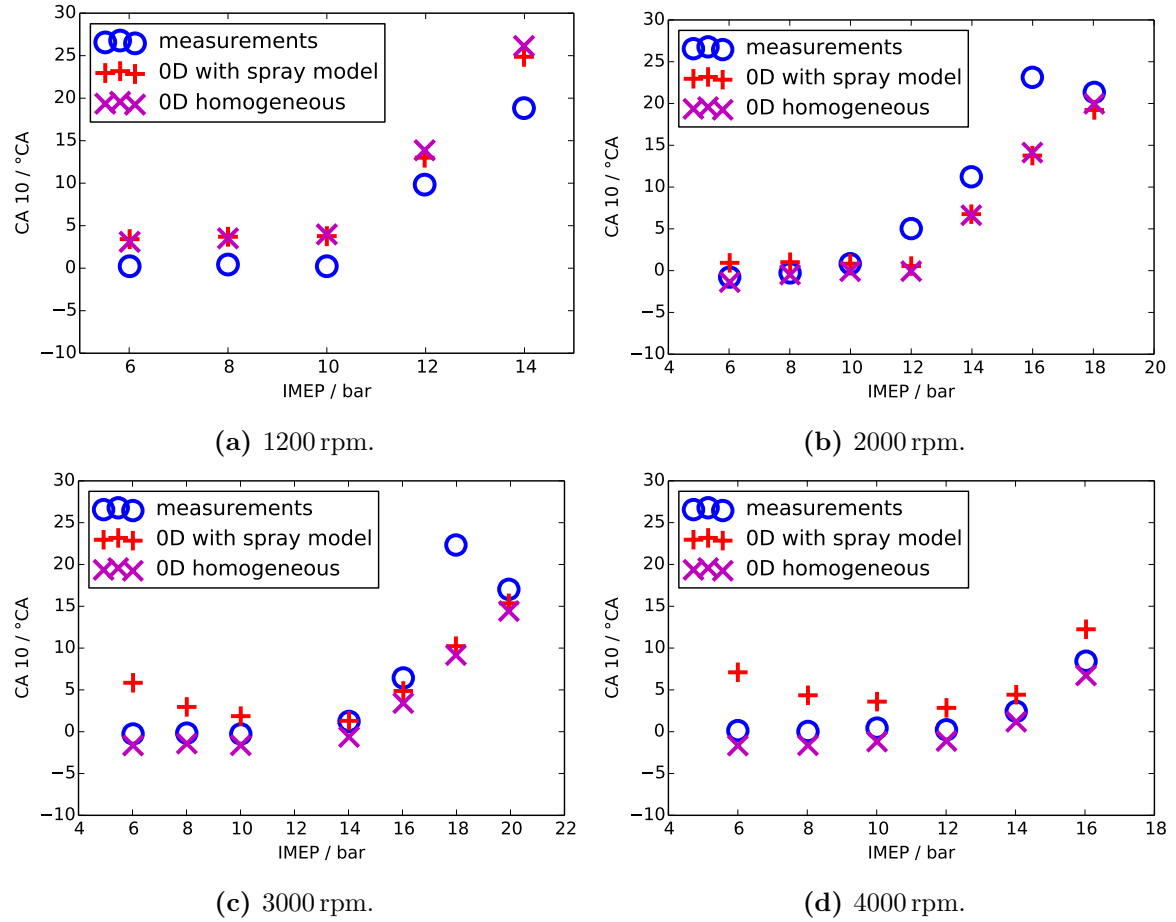 30
25
20
15
10
5
0
−5
−10
CA 10 / °CA
measurements
0D with spray model
0D homogeneous
6 8 10 12 14
IMEP / bar
(a) 1200 rpm.
30
25
20
15
10
5
0
−5
−10
CA 10 / °CA
measurements
0D with spray model
0D homogeneous
4 6 8 10 12 14 16 18 20
IMEP / bar
(b) 2000 rpm.
30
25
20
15
10
5
0
−5
−10
CA 10 / °CA
measurements
0D with spray model
0D homogeneous
4 6 8 10 12 14 16 18 20 22
IMEP / bar
(c) 3000 rpm.
30
25
20
15
10
5
0
−5
−10
CA 10 / °CA
measurements
0D with spray model
0D homogeneous
4 6 8 10 12 14 16 18
IMEP / bar
(d) 4000 rpm.